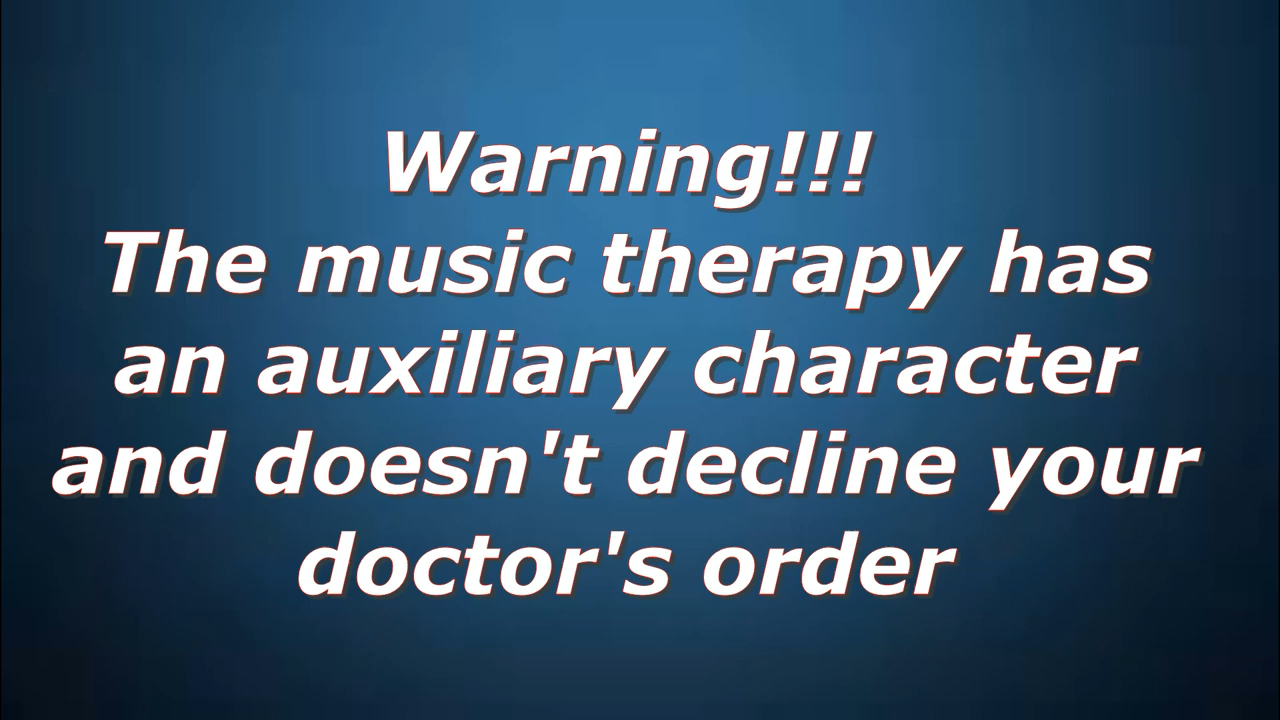 Warning!!!
The music therapy has
an auxiliary character
and doesn't decline your
doctor's order